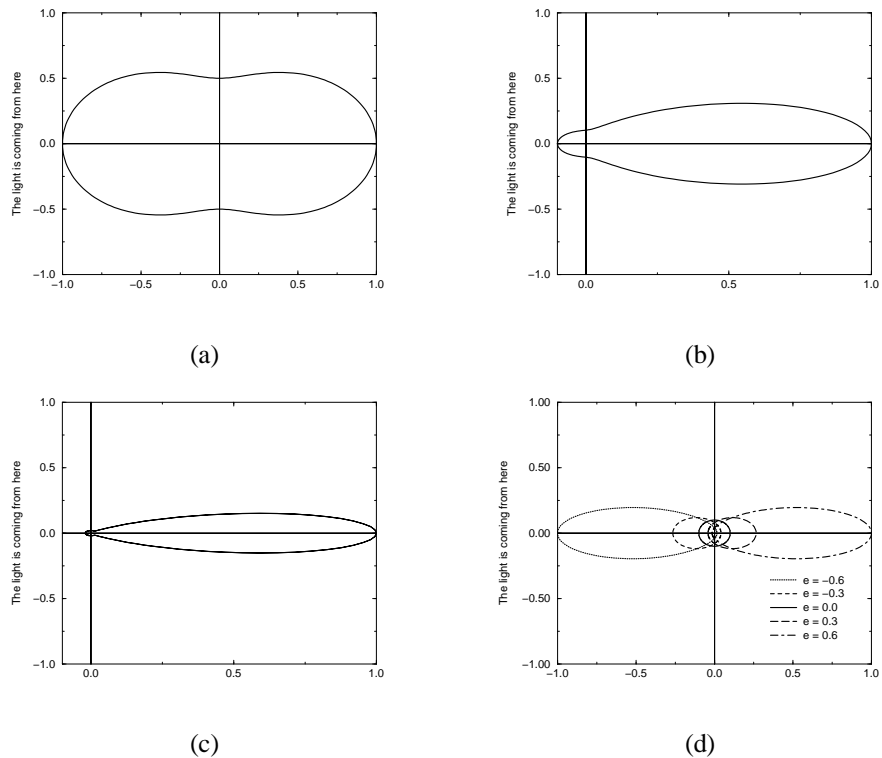 1.0
0.5
0.0
−0.5
−1.0
−1.0 −0.5 0.0 0.5 1.0
The light is coming from here
(a)
1.0
0.5
0.0
−0.5
−1.0
0.0 0.5 1.0
The light is coming from here
(b)
1.0
0.50
0.0
−0.50
−1.0
0.0 0.5 1.0
The light is coming from here
(c)
1.00
0.50
0.00
−0.50
−1.00
−1.0 −0.5 0.0 0.5 1.0
The light is coming from here
e = −0.6
e = −0.3
e = 0.0
e = 0.3
e = 0.6
(d)